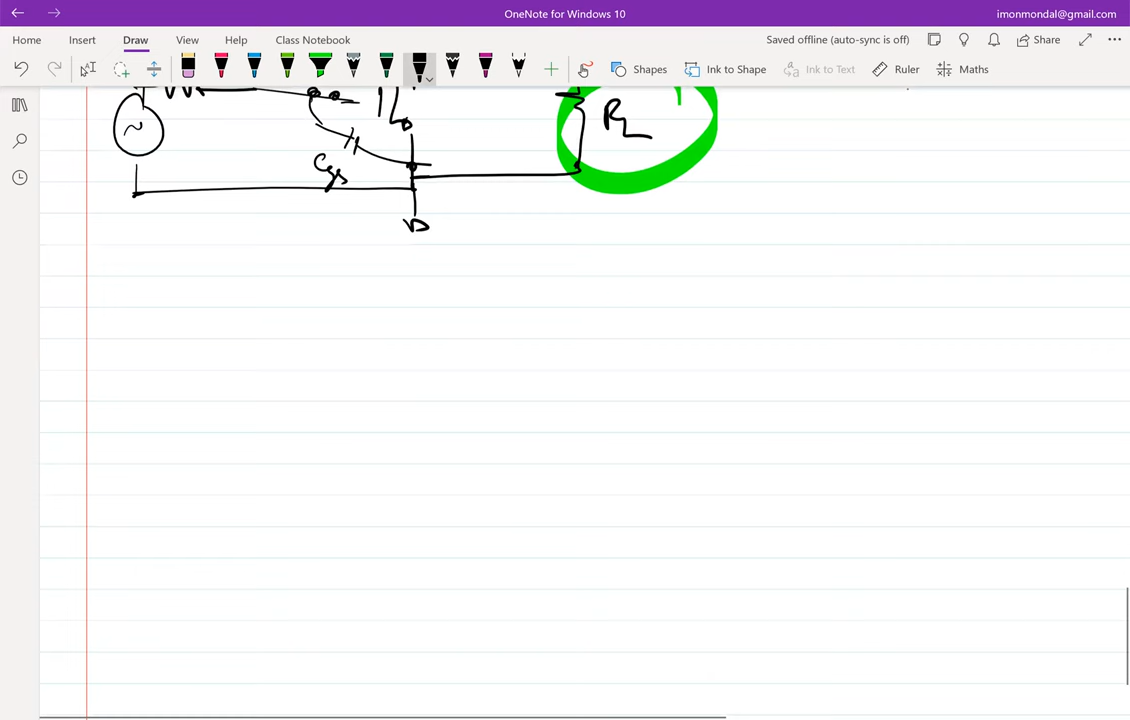 OneNote for Windows 10
imonmondal@gmail.com
Home Insert Draw View Help Class Notebook
Saved offline (auto-sync is off) Share
Shapes Ink to Shape Ink to Text Ruler Maths
RL
Cgs
D